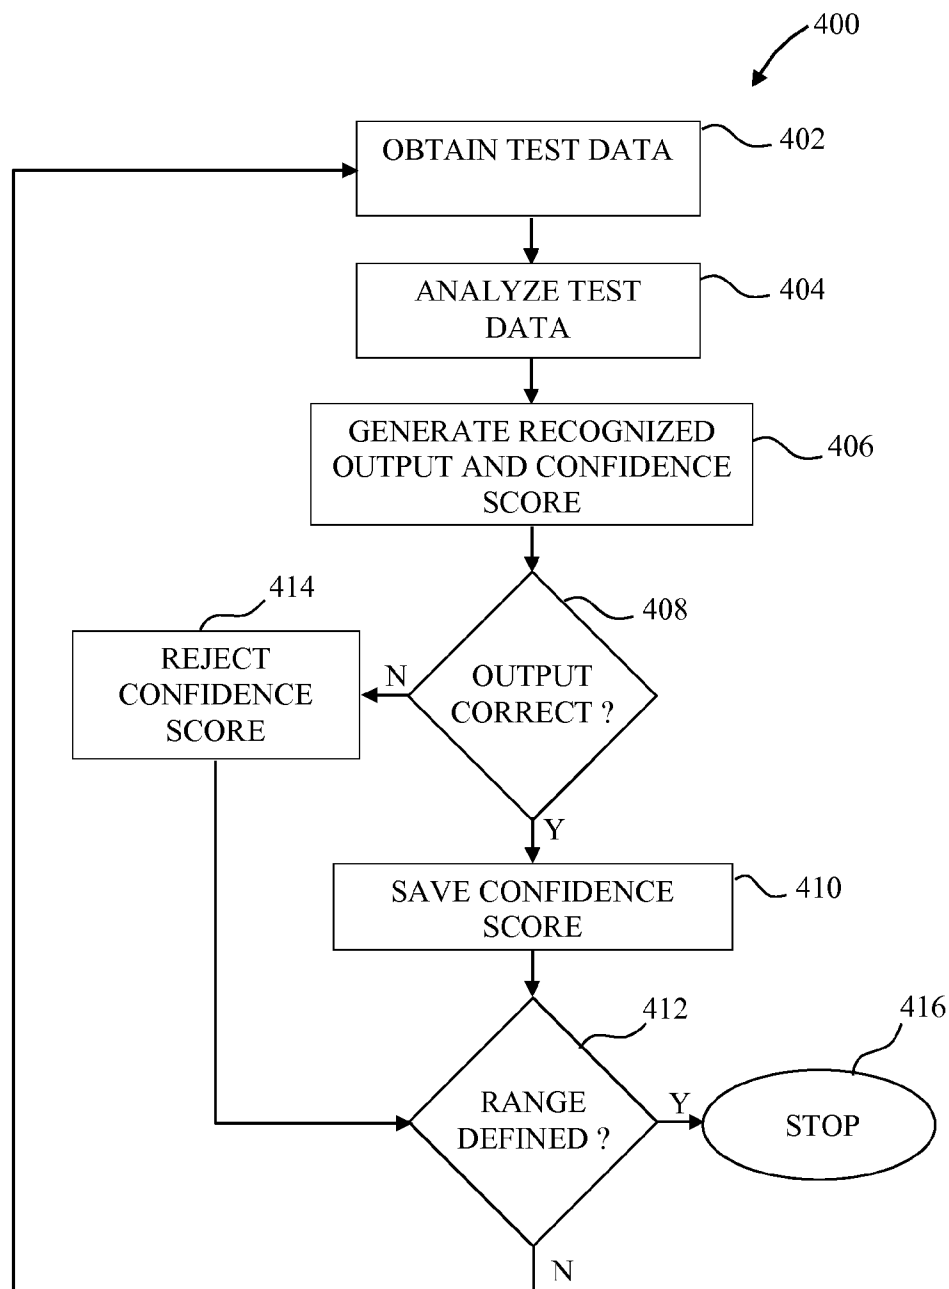 400
OBTAIN TEST DATA
402
ANALYZE TEST
DATA
404
GENERATE RECOGNIZED
OUTPUT AND CONFIDENCE
SCORE
406
414
REJECT
CONFIDENCE
SCORE
N
408
OUTPUT
CORRECT ?
Y
SAVE CONFIDENCE
SCORE
410
412
RANGE
DEFINED ?
Y
416
STOP
N